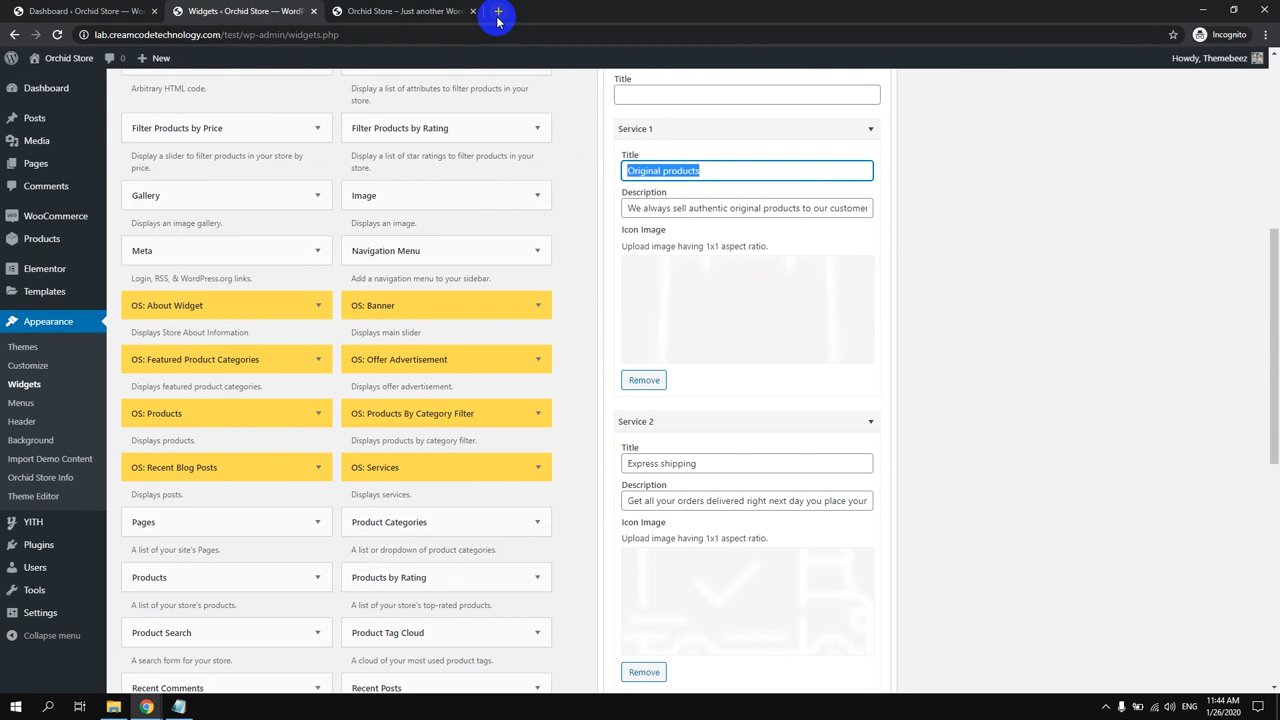 Dashboard ‹ Orchid Store — WordP
Widgets ‹ Orchid Store — WordPr
Orchid Store – Just another Word
Incognito
lab.creamcodetechnology.com/test/wp-admin/widgets.php
Orchid Store
0
New
Howdy, Themebeez
Dashboard
Posts
Media
Pages
Comments
WooCommerce
Products
Elementor
Templates
Appearance
Themes
Customize
Widgets
Menus
Header
Background
Import Demo Content
Orchid Store Info
Theme Editor
YITH
Plugins
Users
Tools
Settings
Collapse menu
Arbitrary HTML code.
Display a list of attributes to filter products in your
store.
Filter Products by Price
Display a slider to filter products in your store by
price.
Filter Products by Rating
Display a list of star ratings to filter products in your
store.
Gallery
Displays an image gallery.
Image
Displays an image.
Meta
Login, RSS, & WordPress.org links.
Navigation Menu
Add a navigation menu to your sidebar.
OS: About Widget
Displays Store About Information
OS: Banner
Displays main slider
OS: Featured Product Categories
Displays featured product categories.
OS: Offer Advertisement
Displays offer advertisement.
OS: Products
Displays products.
OS: Products By Category Filter
Displays products by category filter.
OS: Recent Blog Posts
Displays posts.
OS: Services
Displays services.
Pages
A list of your site's Pages.
Product Categories
A list or dropdown of product categories.
Products
A list of your store's products.
Products by Rating
A list of your store's top-rated products.
Product Search
A search form for your store.
Product Tag Cloud
A cloud of your most used product tags.
Recent Comments
Recent Posts
Title
Service 1
Title
Original products
Description
We always sell authentic original products to our customer
Icon Image
Upload image having 1x1 aspect ratio.
Remove
Service 2
Title
Express shipping
Description
Get all your orders delivered right next day you place your
Icon Image
Upload image having 1x1 aspect ratio.
Remove
ENG
11:44 AM
1/26/2020